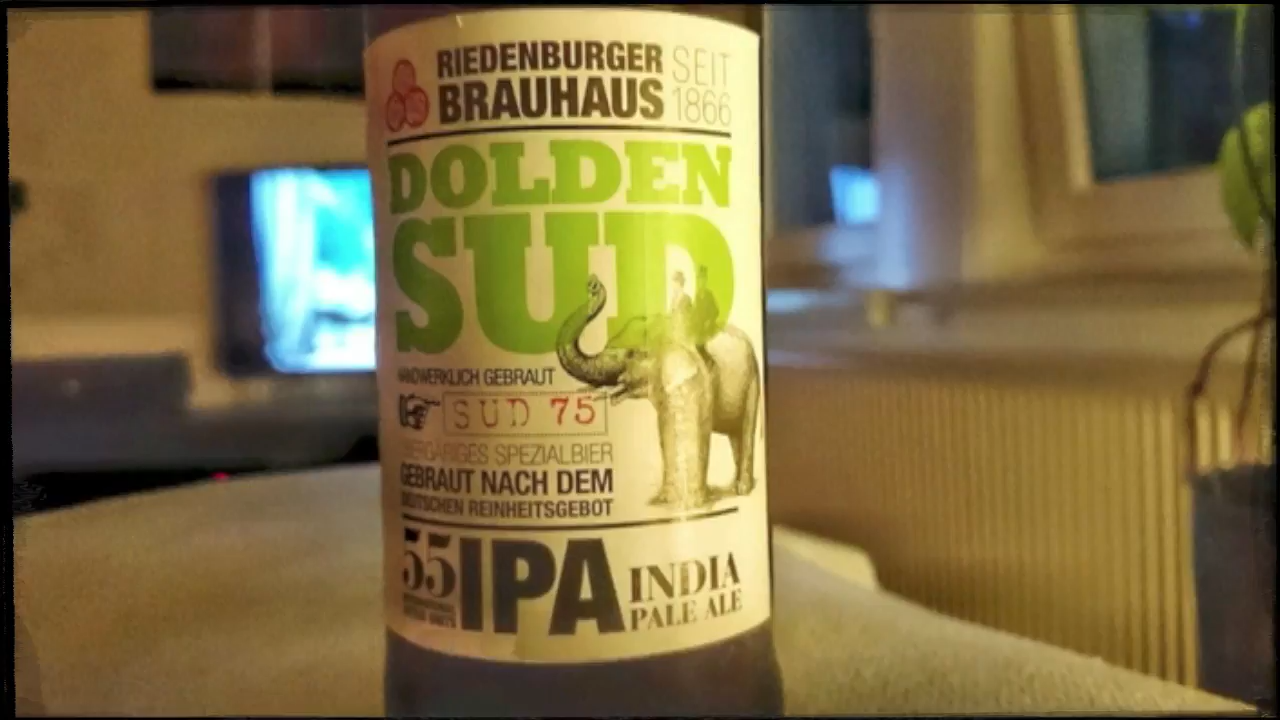 RIEDENBURGER
BRAUHAUS
SEIT
1866
DOLDEN
SUD
HANDWERKLICH GEBRAUT
SUD 75
OBERGÄRIGES SPEZIALBIER
GEBRAUT NACH DEM
DEUTSCHEN REINHEITSGEBOT
55 IPA
INDIA
PALE ALE